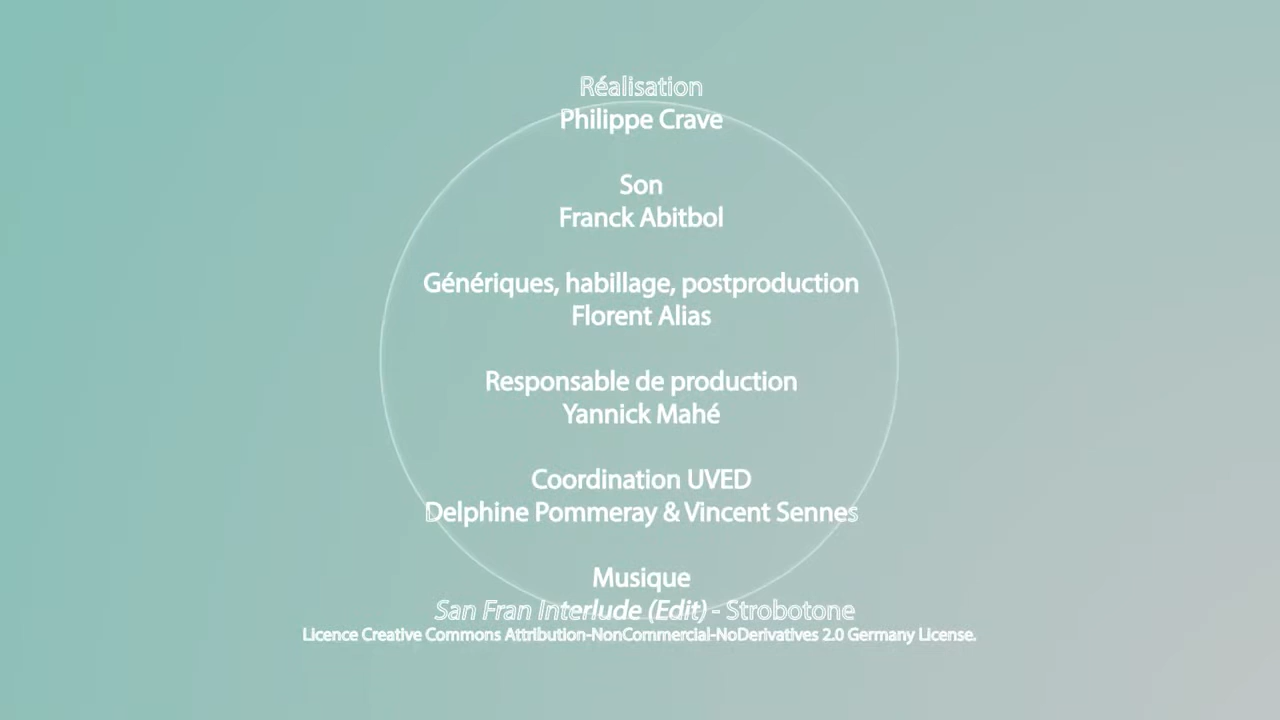 Réalisation
Philippe Crave
Son
Franck Abitbol
Génériques, habillage, postproduction
Florent Alias
Responsable de production
Yannick Mahé
Coordination UVED
Delphine Pommeray & Vincent Sennes
Musique
San Fran Interlude (Edit) - Strobotone
Licence Creative Commons Attribution-NonCommercial-NoDerivatives 2.0 Germany License.